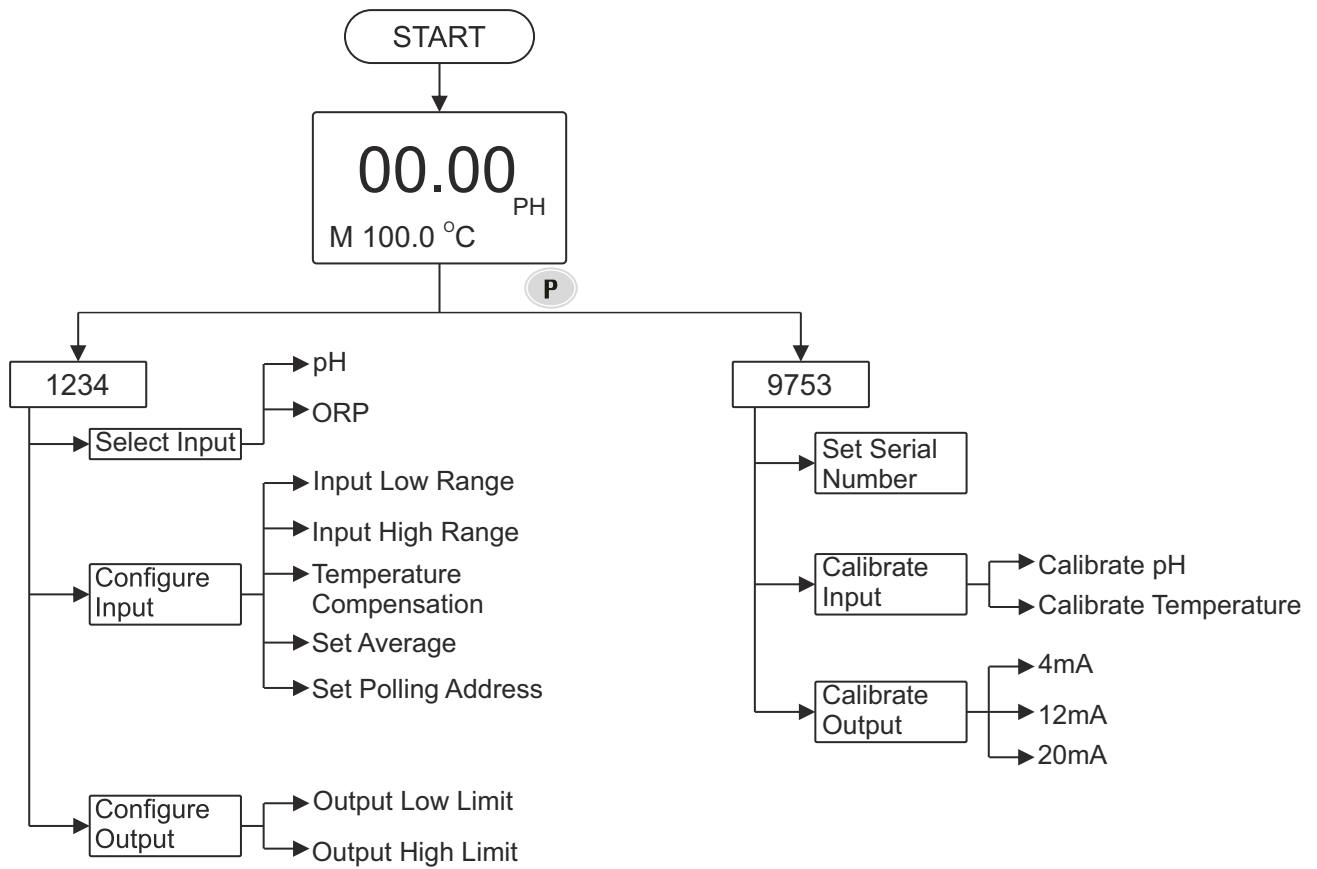 START
00.00
PH
M 100.0 °C
P
1234
Select Input
pH
ORP
Configure
Input
Input Low Range
Input High Range
Temperature
Compensation
Set Average
Set Polling Address
Configure
Output
Output Low Limit
Output High Limit
9753
Set Serial
Number
Calibrate
Input
Calibrate pH
Calibrate Temperature
Calibrate
Output
4mA
12mA
20mA